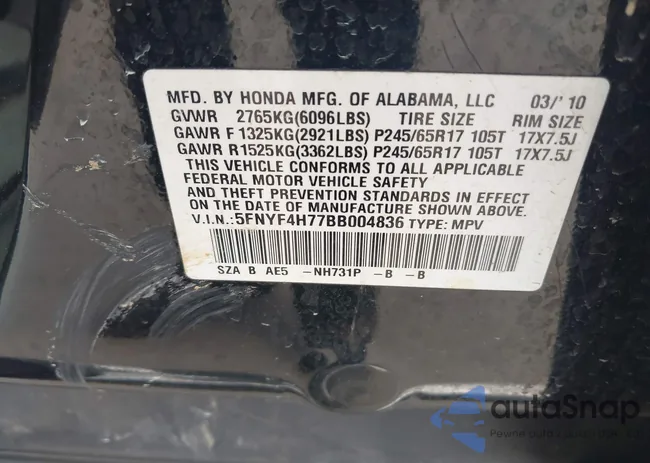 MFD. BY HONDA MFG. OF ALABAMA, LLC 03/'10
GVWR 2765KG(6096LBS) TIRE SIZE RIM SIZE
GAWR F 1325KG(2921LBS) P245/65R17 105T 17X7.5J
GAWR R1525KG(3362LBS) P245/65R17 105T 17X7.5J
THIS VEHICLE CONFORMS TO ALL APPLICABLE
FEDERAL MOTOR VEHICLE SAFETY
AND THEFT PREVENTION STANDARDS IN EFFECT
ON THE DATE OF MANUFACTURE SHOWN ABOVE.
V.I.N.:5FNYF4H77BB004836 TYPE: MPV
SZA B AE5 -NH731P -B -B
autaSnap
Pewne auta